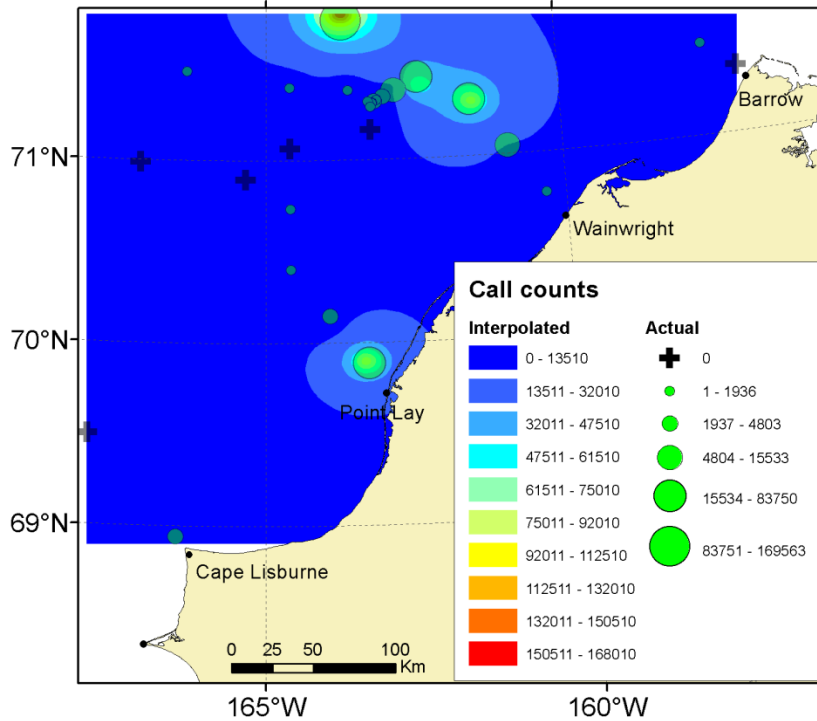 Barrow
71°N
Wainwright
70°N
Point Lay
69°N
Cape Lisburne
0 25 50 100
Km
165°W 160°W
Call counts
Interpolated
0 - 13510
13511 - 32010
32011 - 47510
47511 - 61510
61511 - 75010
75011 - 92010
92011 - 112510
112511 - 132010
132011 - 150510
150511 - 168010
Actual
0
1 - 1936
1937 - 4803
4804 - 15533
15534 - 83750
83751 - 169563